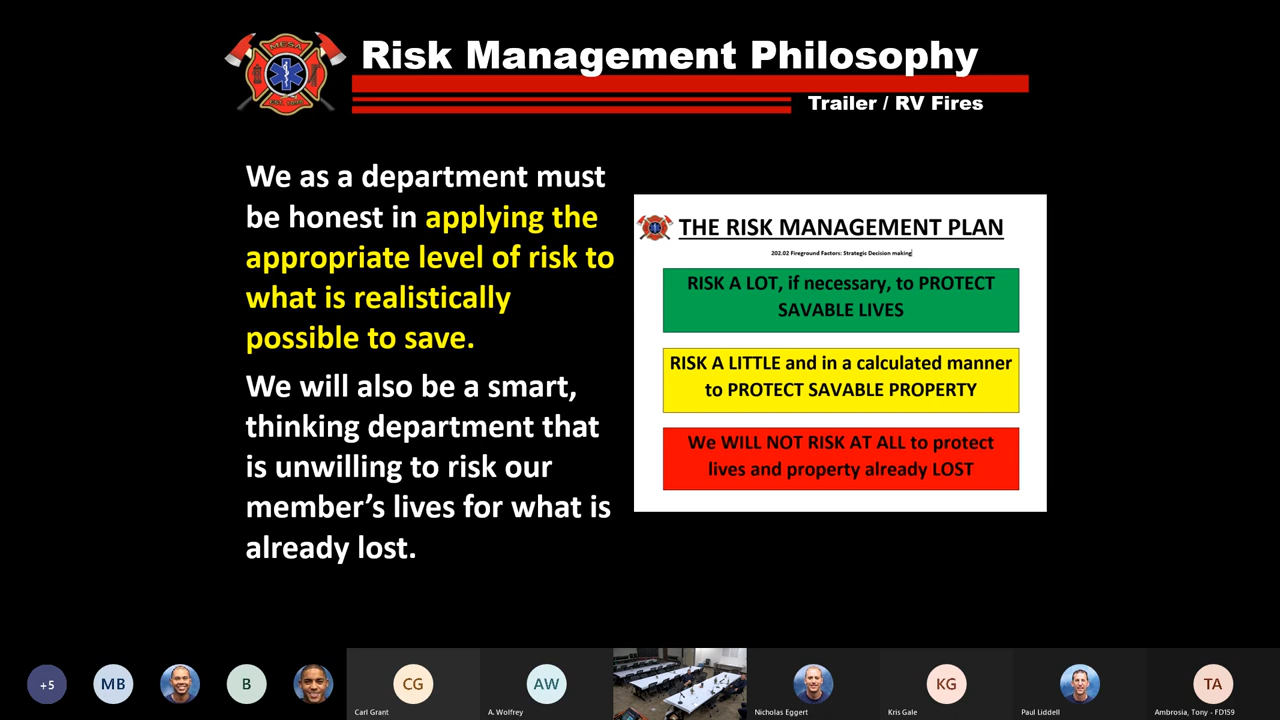 MESA
Risk Management Philosophy
Trailer / RV Fires
We as a department must
be honest in applying the
appropriate level of risk to
what is realistically
possible to save.
We will also be a smart,
thinking department that
is unwilling to risk our
member’s lives for what is
already lost.
THE RISK MANAGEMENT PLAN
202.02 Fireground Factors: Strategic Decision making
RISK A LOT, if necessary, to PROTECT
SAVABLE LIVES
RISK A LITTLE and in a calculated manner
to PROTECT SAVABLE PROPERTY
We WILL NOT RISK AT ALL to protect
lives and property already LOST
+5
MB
B
CG
Carl Grant
AW
A. Wolfrey
Nicholas Eggert
KG
Kris Gale
Paul Liddell
TA
Ambrosia, Tony - FD159